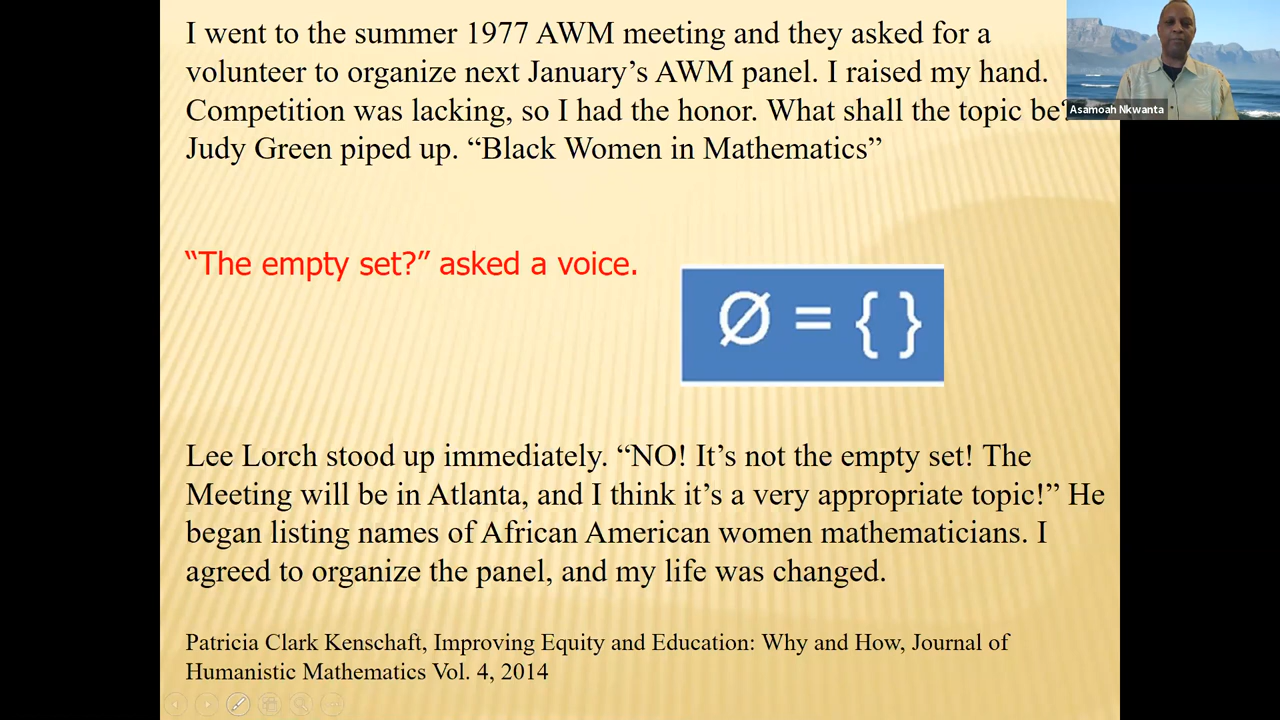 I went to the summer 1977 AWM meeting and they asked for a
volunteer to organize next January’s AWM panel. I raised my hand.
Competition was lacking, so I had the honor. What shall the topic be?
Judy Green piped up. “Black Women in Mathematics”
Asamoah Nkwanta
“The empty set?” asked a voice.
Ø = { }
Lee Lorch stood up immediately. “NO! It’s not the empty set! The
Meeting will be in Atlanta, and I think it’s a very appropriate topic!” He
began listing names of African American women mathematicians. I
agreed to organize the panel, and my life was changed.
Patricia Clark Kenschaft, Improving Equity and Education: Why and How, Journal of
Humanistic Mathematics Vol. 4, 2014